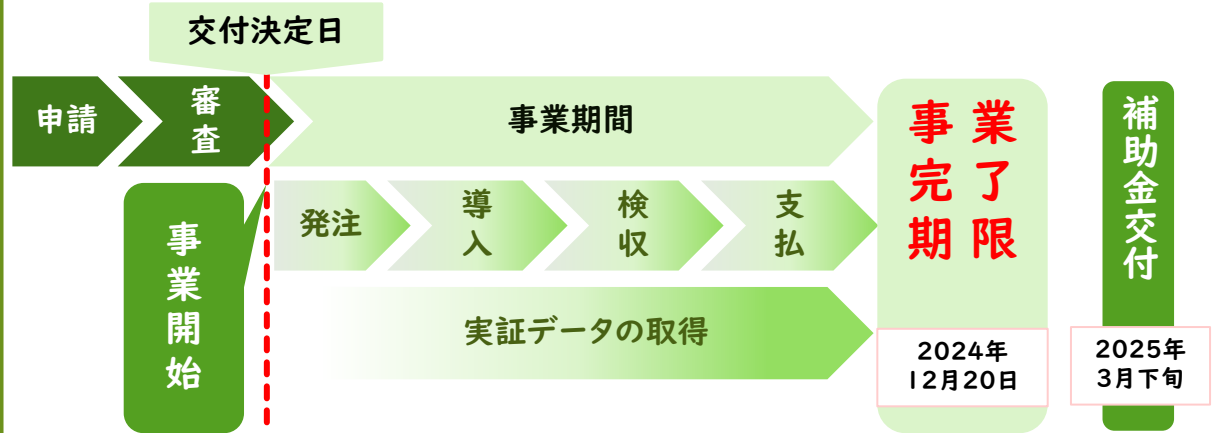 交付決定日
申請
審査
事業期間
事業完了期限
補助金交付
事業開始
発注
導入
検収
支払
実証データの取得
2024年
12月20日
2025年
3月下旬